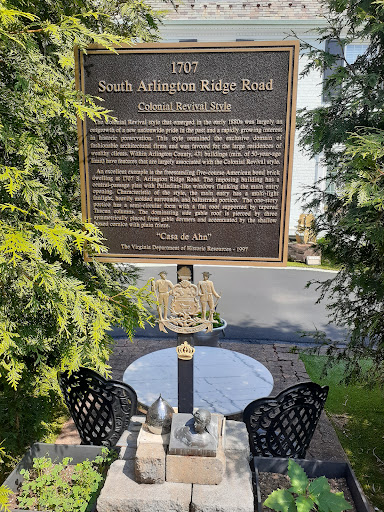 1707
South Arlington Ridge Road
Colonial Revival Style
Colonial Revival style that emerged in the early 1880s was largely an
outgrowth of a new nationwide pride in the past and a rapidly growing interest
in historic preservation. This style remained the exclusive domain of
fashionable architectural firms and was favored for the large residences of
wealthy clients. Within Arlington County, 431 buildings (min. of 50-year-age
limit) have features that are largely associated with the Colonial Revival style.
An excellent example is the freestanding five-course American bond brick
dwelling at 1707 S. Arlington Ridge Road. The imposing building has a
central-passage plan with Palladian-like windows flanking the main entry
opening. Characteristic of the style, the main entry has a multi-light
fanlight, heavily molded surrounds, and balustrade portico. The one-story
portico has a semi-circular form with a flat roof supported by tapered
Tuscan columns. The dominating side gable roof is pierced by three
symmetrically placed front gable dormers and accentuated by the shallow
boxed cornice with plain frieze.
"Casa de Ahn"
The Virginia Department of Historic Resources - 1997